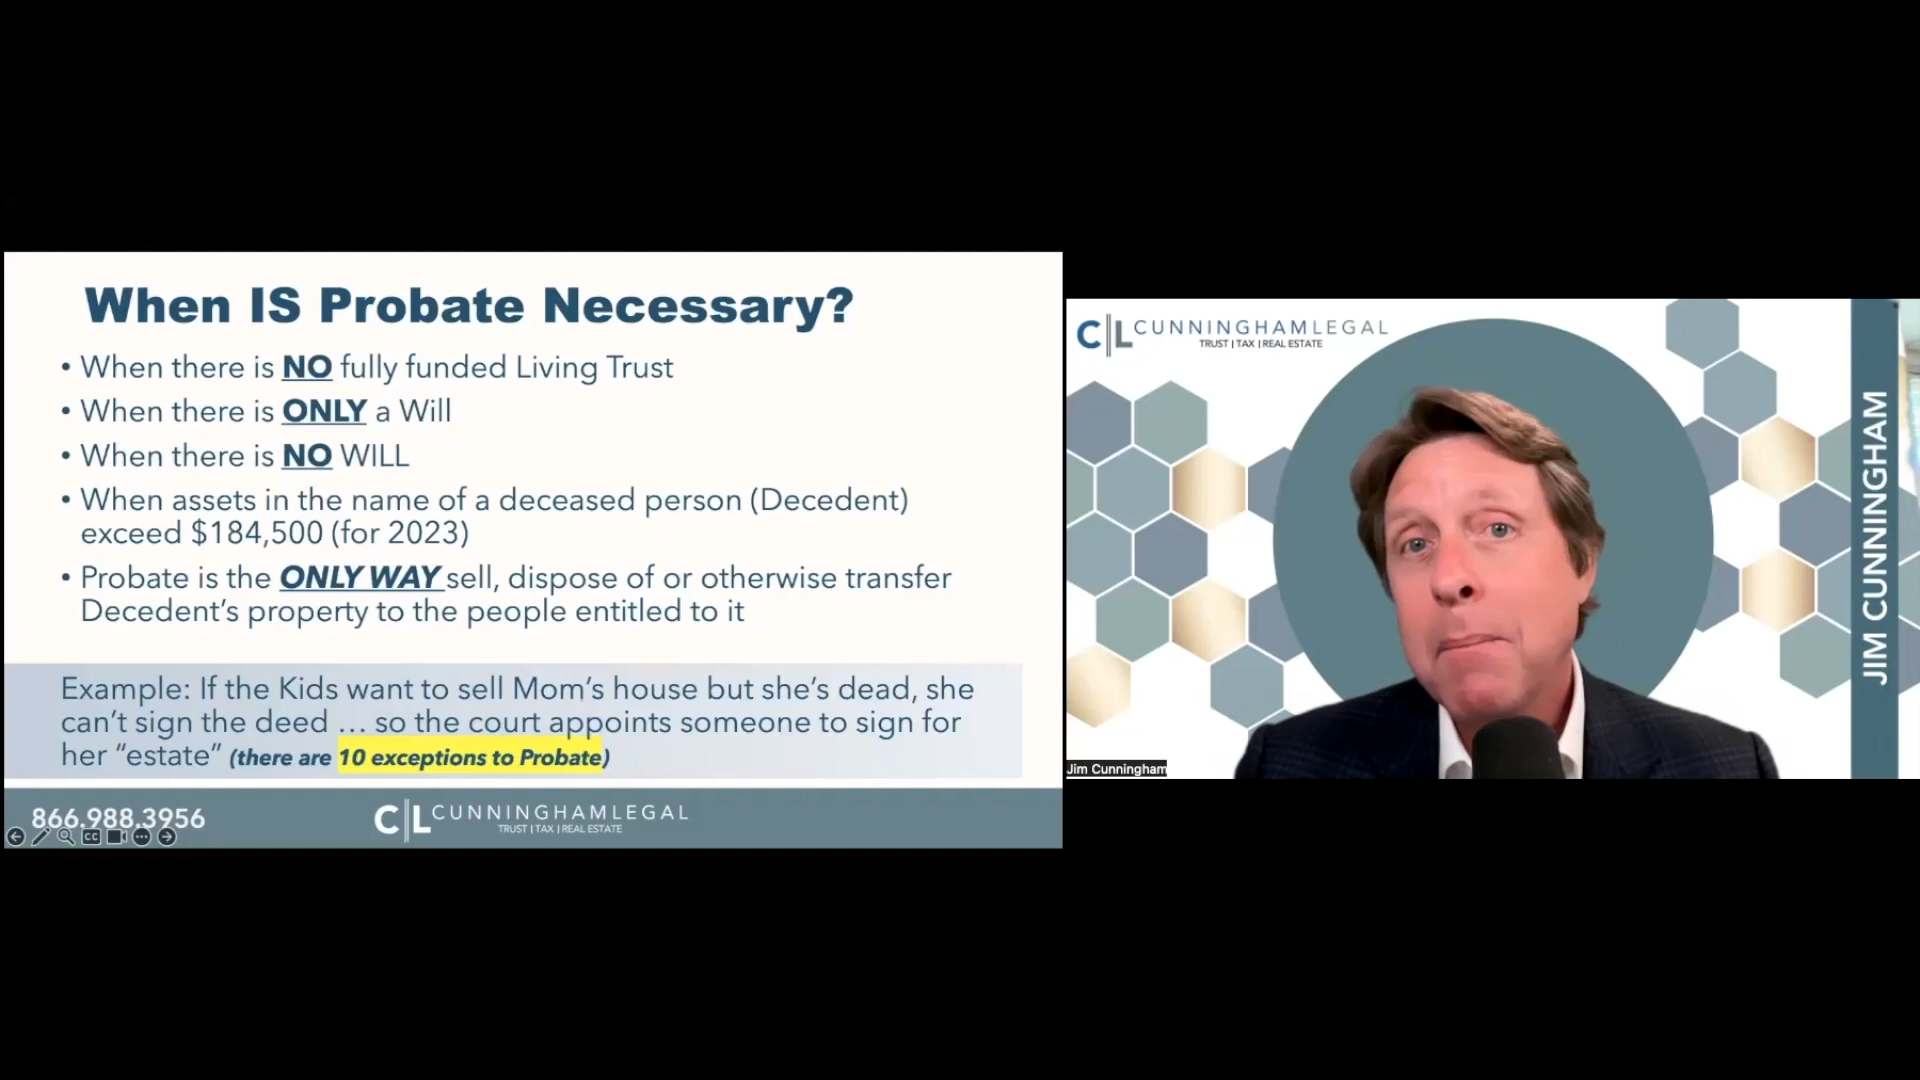 When IS Probate Necessary?
• When there is NO fully funded Living Trust
• When there is ONLY a Will
• When there is NO WILL
• When assets in the name of a deceased person (Decedent)
exceed $184,500 (for 2023)
• Probate is the ONLY WAY sell, dispose of or otherwise transfer
Decedent's property to the people entitled to it
Example: If the Kids want to sell Mom's house but she's dead, she
can't sign the deed … so the court appoints someone to sign for
her “estate” (there are 10 exceptions to Probate)
866.988.3956
CL CUNNINGHAMLEGAL
TRUST | TAX | REAL ESTATE
CC
CL CUNNINGHAMLEGAL
TRUST | TAX | REAL ESTATE
JIM CUNNINGHAM
Jim Cunningham